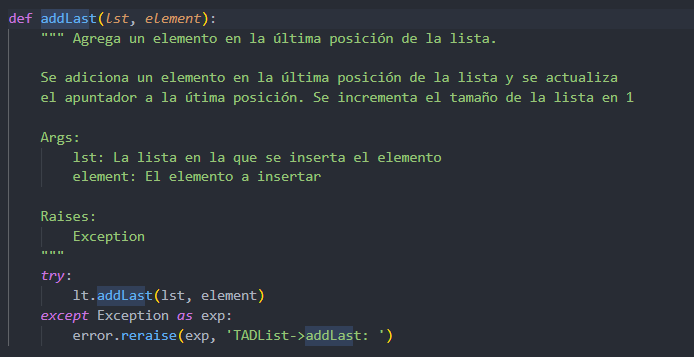 def addLast(lst, element):
    """ Agrega un elemento en la última posición de la lista.

    Se adiciona un elemento en la última posición de la lista y se actualiza
    el apuntador a la útima posición. Se incrementa el tamaño de la lista en 1

    Args:
        lst: La lista en la que se inserta el elemento
        element: El elemento a insertar

    Raises:
        Exception
    """
    try:
        lt.addLast(lst, element)
    except Exception as exp:
        error.reraise(exp, 'TADList->addLast: ')